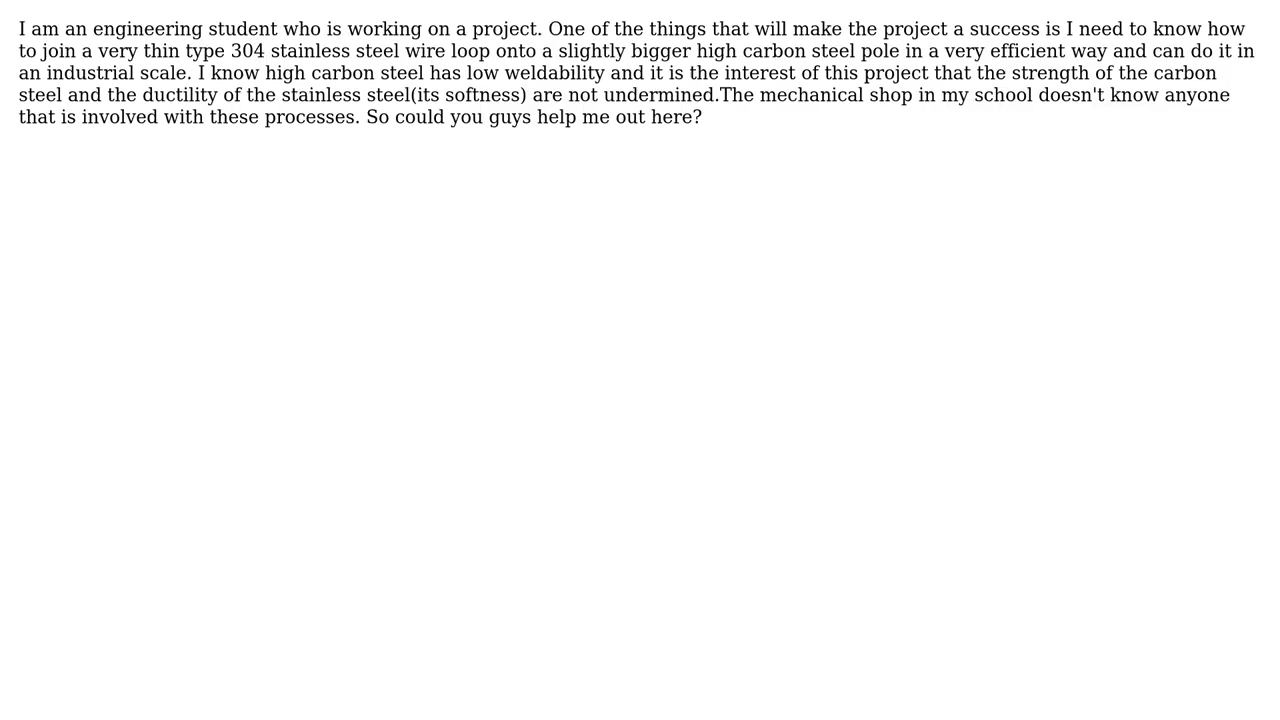 I am an engineering student who is working on a project. One of the things that will make the project a success is I need to know how
to join a very thin type 304 stainless steel wire loop onto a slightly bigger high carbon steel pole in a very efficient way and can do it in
an industrial scale. I know high carbon steel has low weldability and it is the interest of this project that the strength of the carbon
steel and the ductility of the stainless steel(its softness) are not undermined.The mechanical shop in my school doesn't know anyone
that is involved with these processes. So could you guys help me out here?